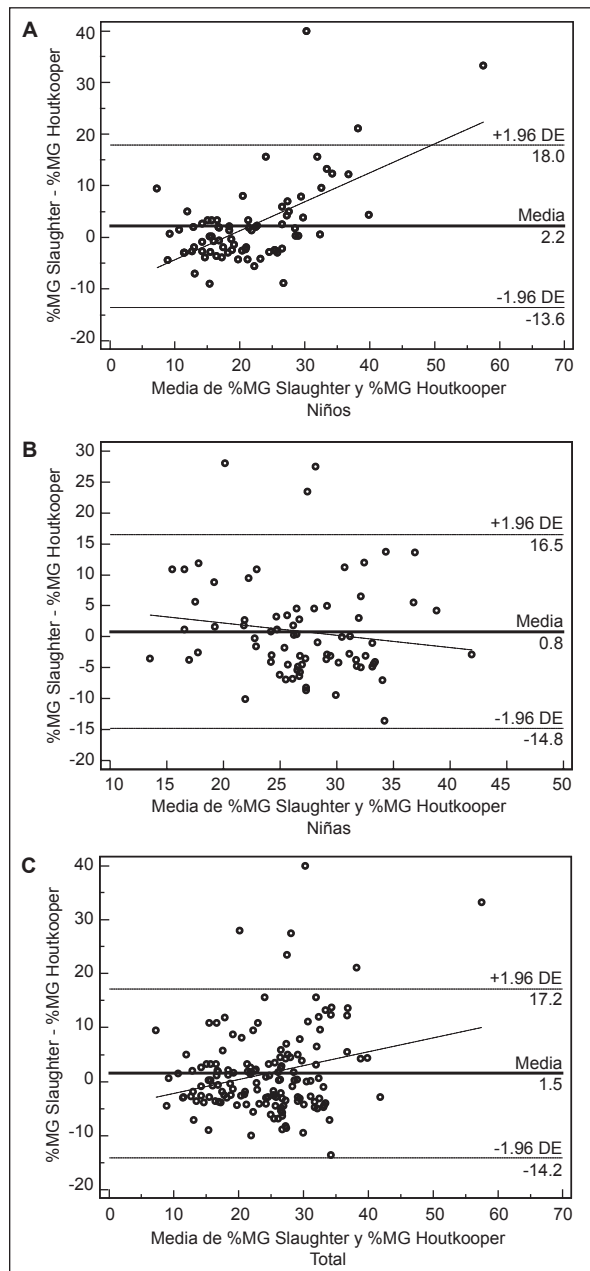 A
%MG Slaughter - %MG Houtkooper
40
30
20
10
0
-10
-20
+1.96 DE
18.0
Media
2.2
-1.96 DE
-13.6
0 10 20 30 40 50 60 70
Media de %MG Slaughter y %MG Houtkooper
Niños
B
%MG Slaughter - %MG Houtkooper
30
25
20
15
10
5
0
-5
-10
-15
-20
+1.96 DE
16.5
Media
0.8
-1.96 DE
-14.8
10 20 30 40 50
Media de %MG Slaughter y %MG Houtkooper
Niñas
C
%MG Slaughter - %MG Houtkooper
40
30
20
10
0
-10
-20
+1.96 DE
17.2
Media
1.5
-1.96 DE
-14.2
0 10 20 30 40 50 60 70
Media de %MG Slaughter y %MG Houtkooper
Total